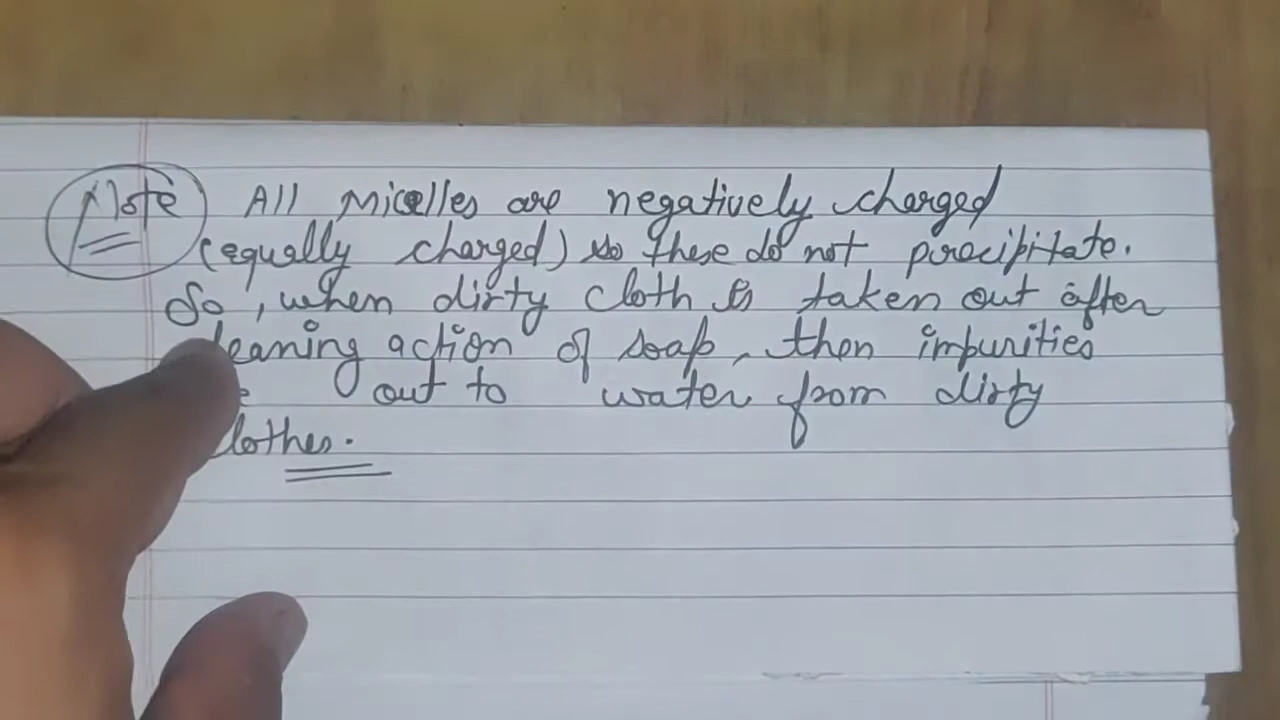 Note All Micelles are negatively charged
(equally charged) so these do not precipitate.
So, when dirty cloth is taken out after
leaning action of soap, then impurities
e out to water from dirty
lothes.